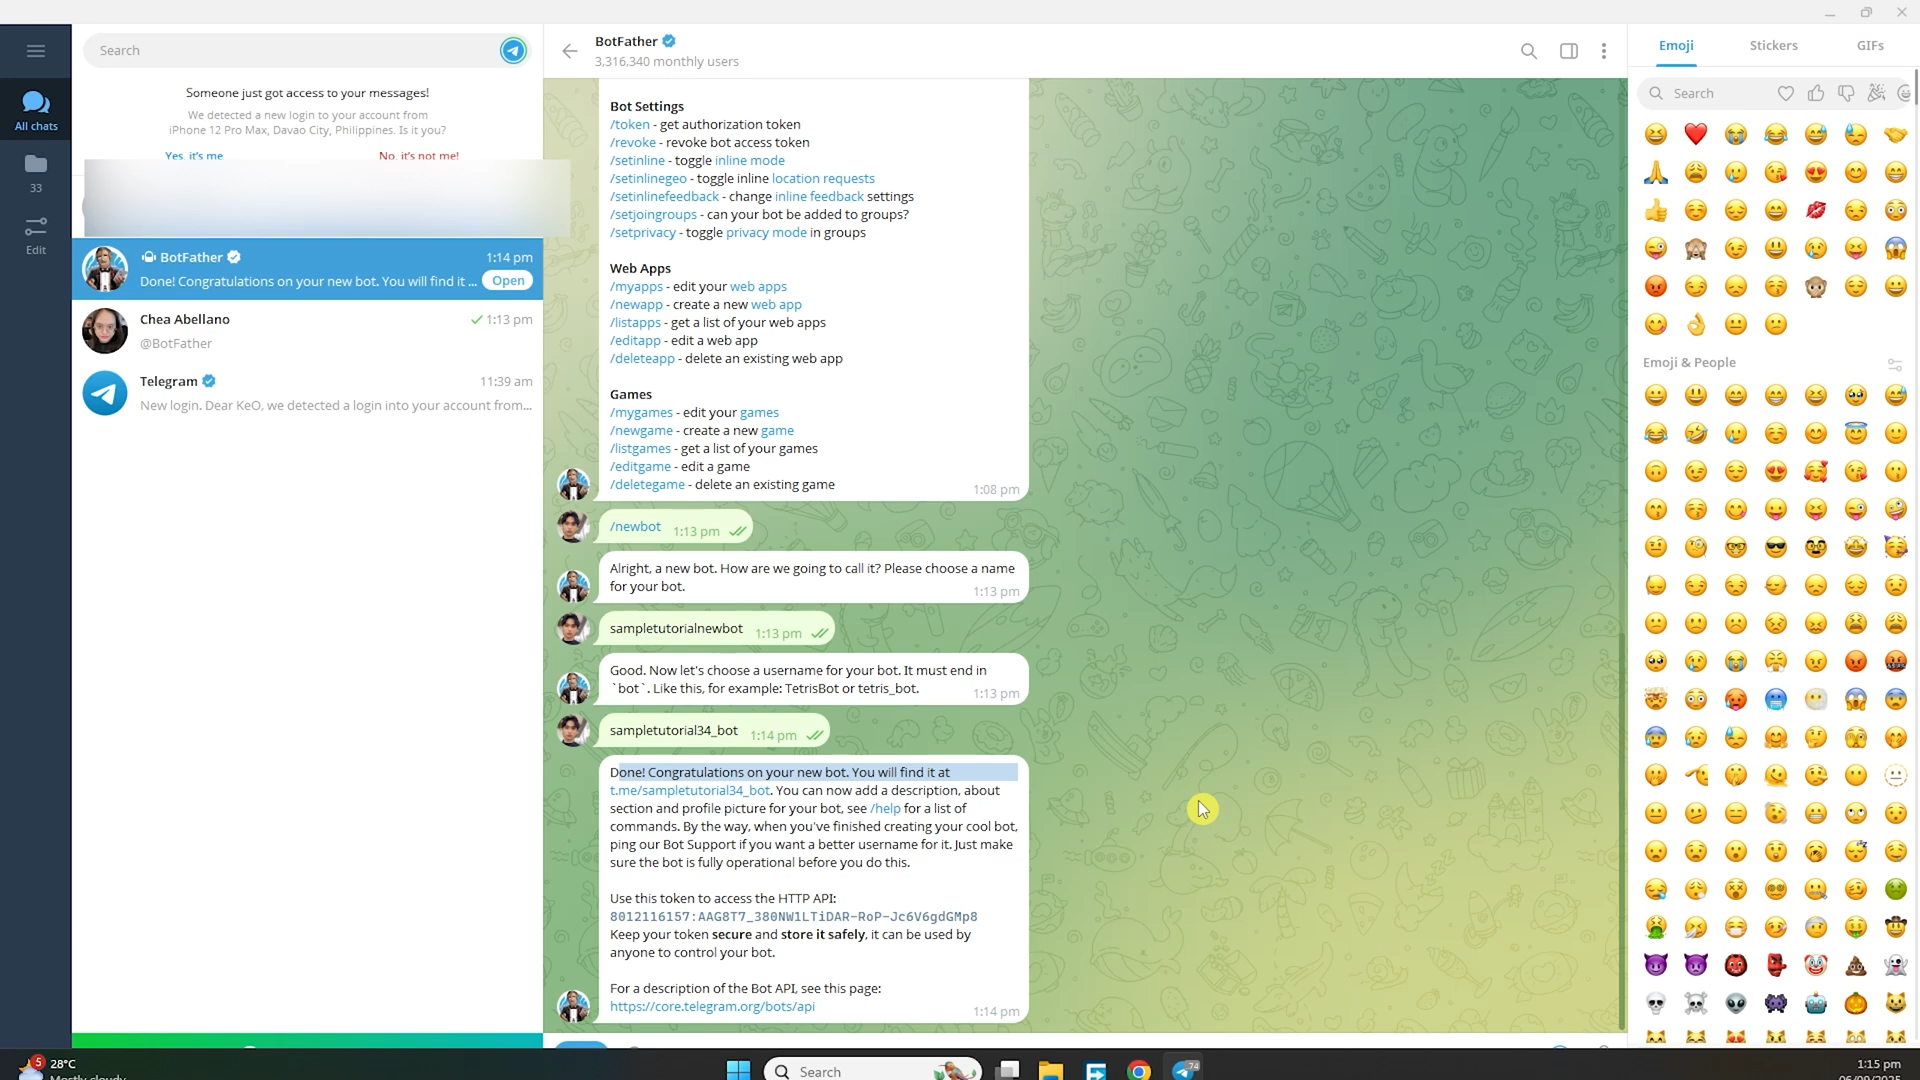 Search
Someone just got access to your messages!
We detected a new login to your account from
iPhone 12 Pro Max, Davao City, Philippines. Is it you?
Yes, it's me
No, it's not me!
All chats
33
Edit
BotFather
1:14 pm
Done! Congratulations on your new bot. You will find it ...
Open
Chea Abellano
1:13 pm
@BotFather
Telegram
11:39 am
New login. Dear KeO, we detected a login into your account from...
BotFather
3,316,340 monthly users
Bot Settings
/token - get authorization token
/revoke - revoke bot access token
/setinline - toggle inline mode
/setinlinegeo - toggle inline location requests
/setinlinefeedback - change inline feedback settings
/setjoingroups - can your bot be added to groups?
/setprivacy - toggle privacy mode in groups
Web Apps
/myapps - edit your web apps
/newapp - create a new web app
/listapps - get a list of your web apps
/editapp - edit a web app
/deleteapp - delete an existing web app
Games
/mygames - edit your games
/newgame - create a new game
/listgames - get a list of your games
/editgame - edit a game
/deletegame - delete an existing game
1:08 pm
/newbot 1:13 pm
Alright, a new bot. How are we going to call it? Please choose a name
for your bot.
1:13 pm
sampletutorialnewbot 1:13 pm
Good. Now let's choose a username for your bot. It must end in
`bot`. Like this, for example: TetrisBot or tetris_bot.
1:13 pm
sampletutorial34_bot 1:14 pm
Done! Congratulations on your new bot. You will find it at
t.me/sampletutorial34_bot. You can now add a description, about
section and profile picture for your bot, see /help for a list of
commands. By the way, when you've finished creating your cool bot,
ping our Bot Support if you want a better username for it. Just make
sure the bot is fully operational before you do this.
Use this token to access the HTTP API:
8012116157:AAG8T7_380NW1LTiDAR-RoP-Jc6V6gdGMp8
Keep your token secure and store it safely, it can be used by
anyone to control your bot.
For a description of the Bot API, see this page:
https://core.telegram.org/bots/api
1:14 pm
Emoji
Stickers
GIFs
Search
Emoji & People
5
28°C
Mostly cloudy
Search
74
1:15 pm
06/09/2025